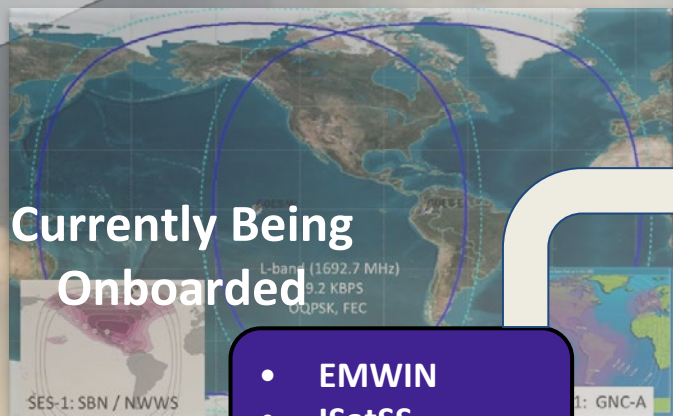 Currently Being
Onboarded
L-band (1692.7 MHz)
9.2 KBPS
OQPSK, FEC
• EMWIN
• ISatSS
SES-1: SBN / NWWS
1: GNC-A